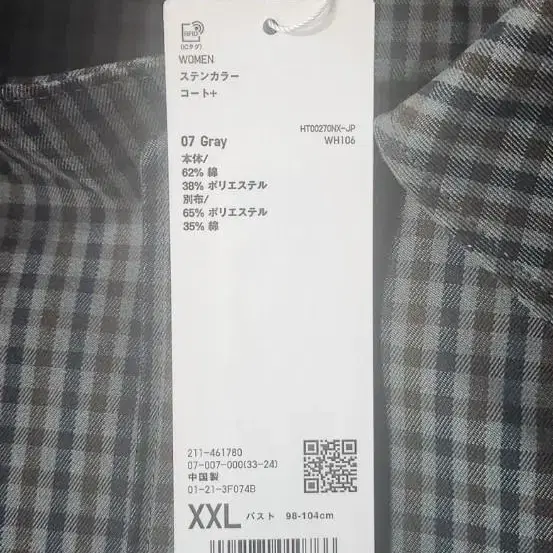 RFID
(ICタグ)
WOMEN
ステンカラー
コート+
HT00270NX-JP
07 Gray
WH106
本体/
62% 綿
38% ポリエステル
別布/
65% ポリエステル
35% 綿
211-461780
07-007-000(33-24)
中国製
01-21-3F074B
XXL バスト 98-104cm